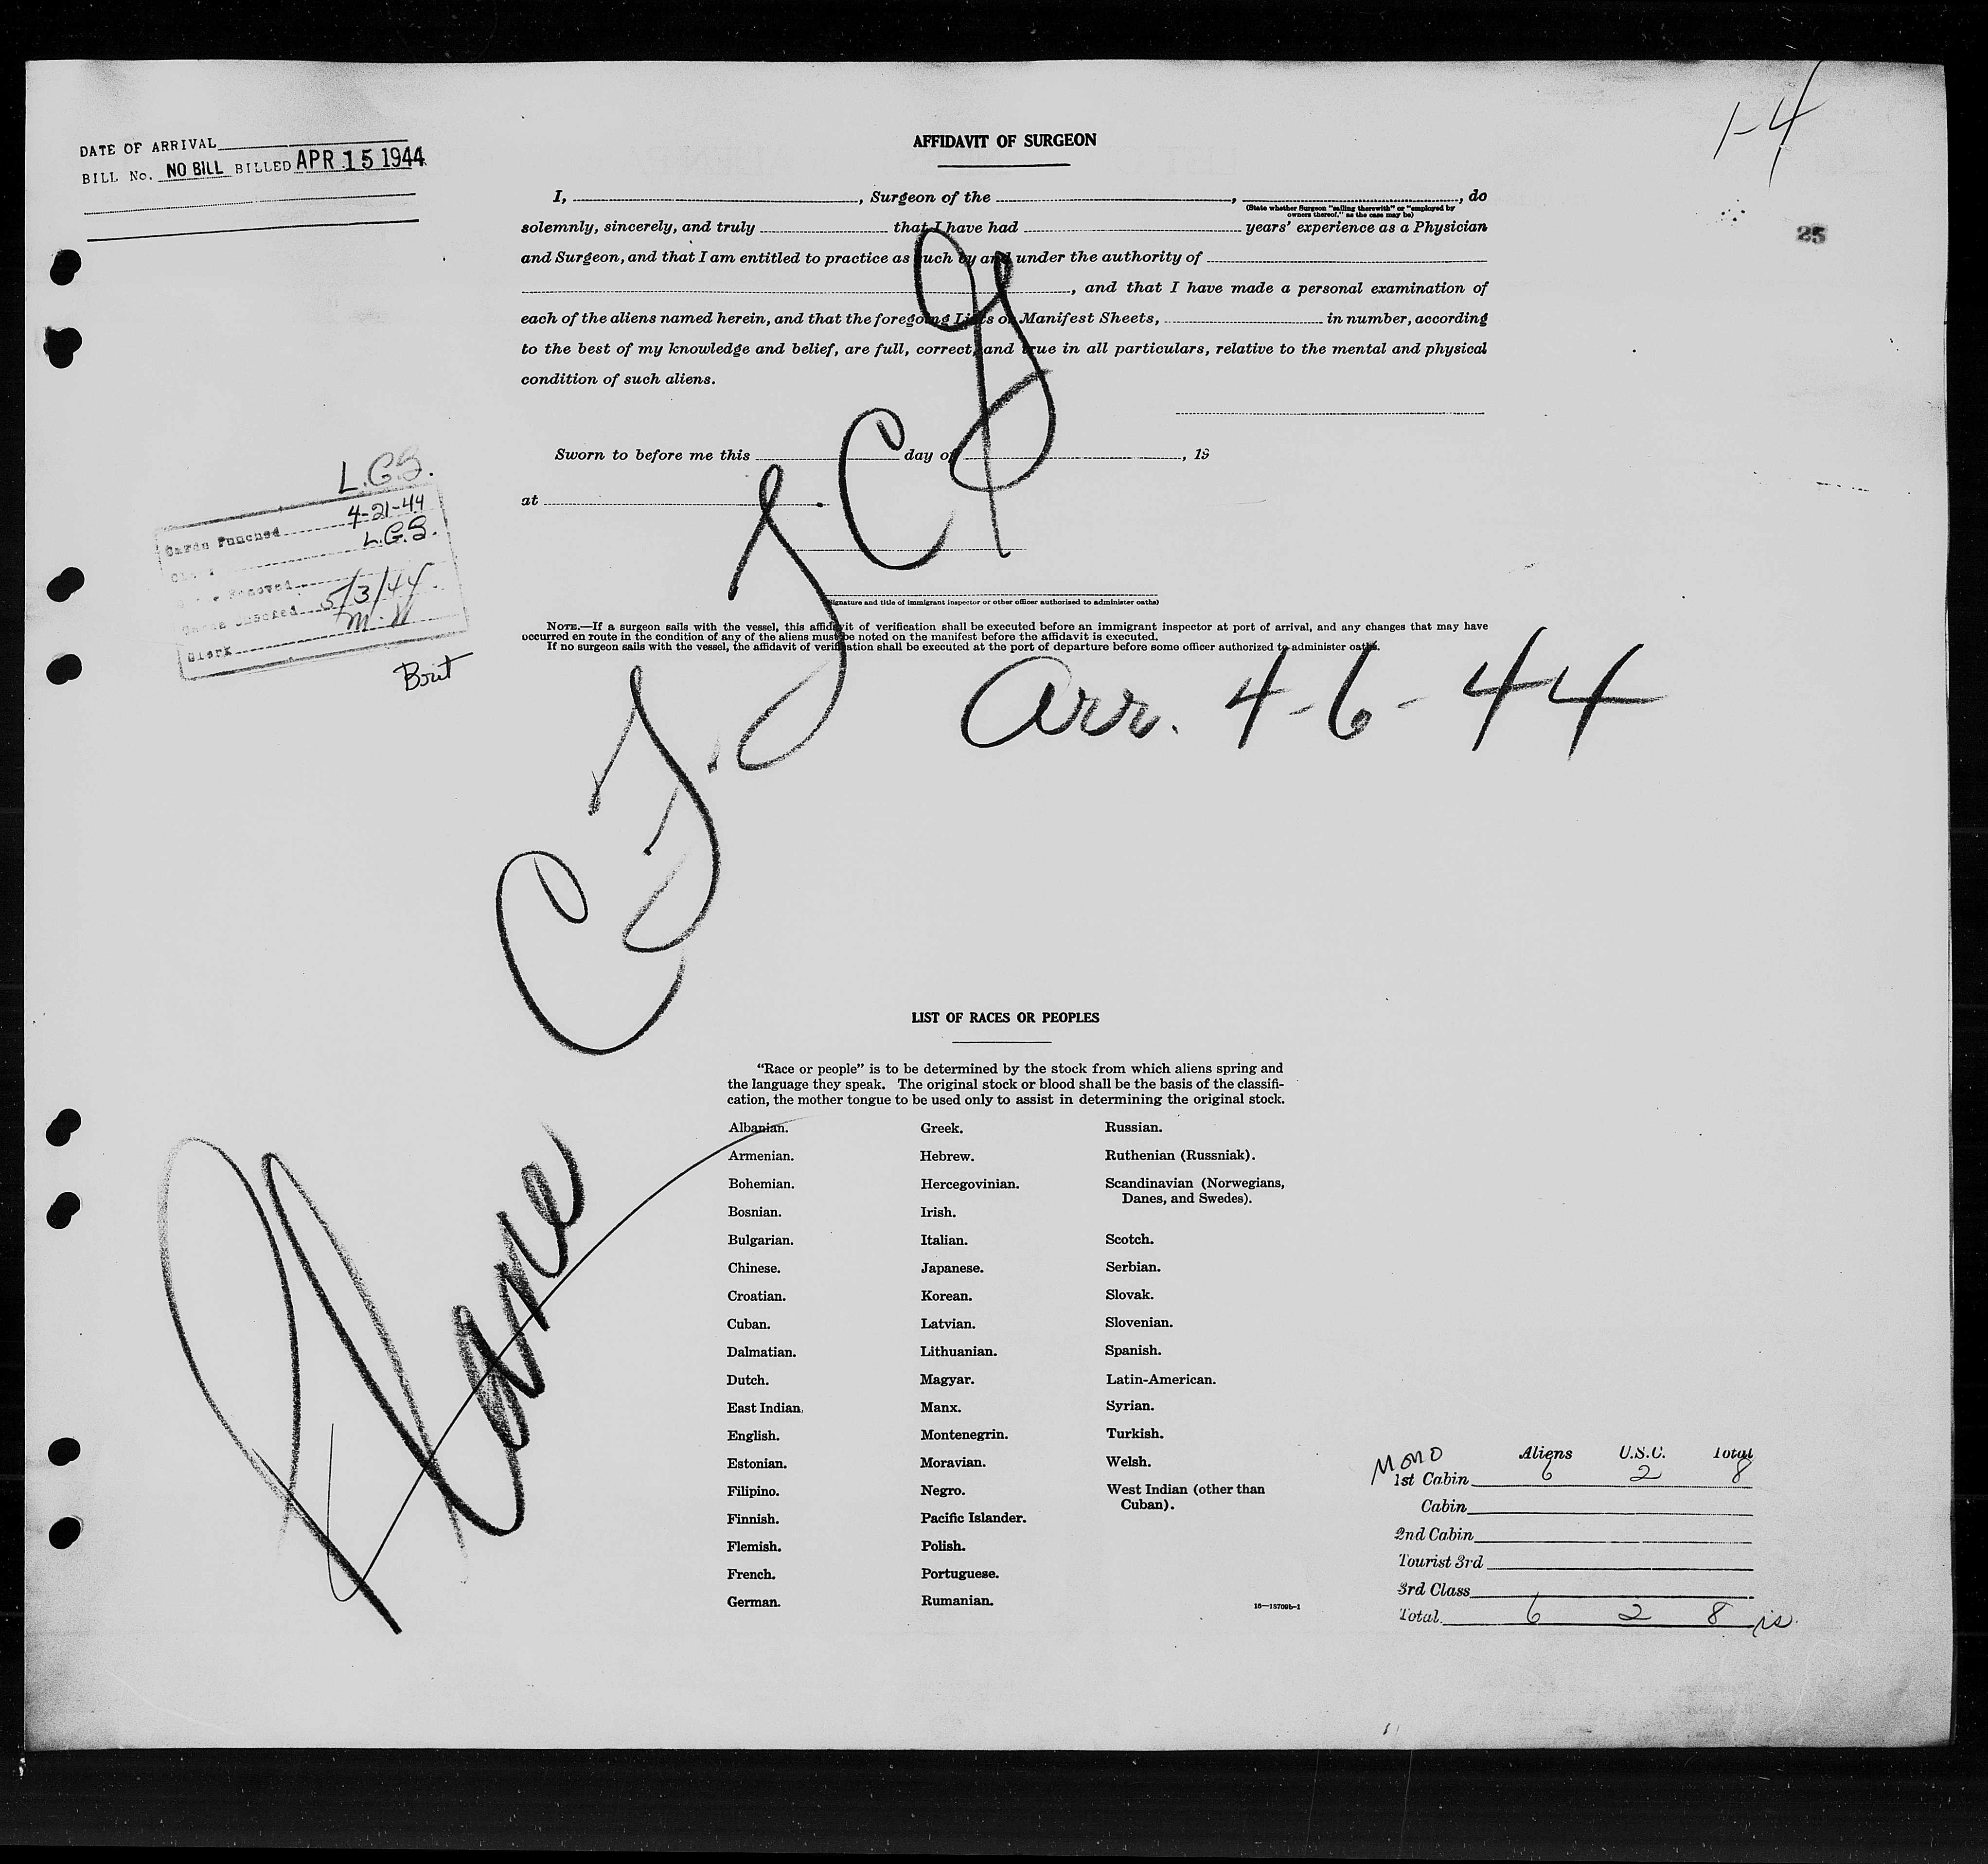 1-4
DATE OF ARRIVAL
BILL No. NO BILL BILLED APR 15 1944
25
AFFIDAVIT OF SURGEON
I, , Surgeon of the , , do
(State whether Surgeon "sailing therewith" or "employed by
owners thereof," as the case may be)
solemnly, sincerely, and truly that I have had years' experience as a Physician
and Surgeon, and that I am entitled to practice as such by and under the authority of
, and that I have made a personal examination of
each of the aliens named herein, and that the foregoing Lists or Manifest Sheets, in number, according
to the best of my knowledge and belief, are full, correct, and true in all particulars, relative to the mental and physical
condition of such aliens.
Sworn to before me this day of , 19
at
(Signature and title of immigrant inspector or other officer authorized to administer oaths)
NOTE.—If a surgeon sails with the vessel, this affidavit of verification shall be executed before an immigrant inspector at port of arrival, and any changes that may have
occurred en route in the condition of any of the aliens must be noted on the manifest before the affidavit is executed.
If no surgeon sails with the vessel, the affidavit of verification shall be executed at the port of departure before some officer authorized to administer oaths.
L.G.S.
Cards Punched 4-21-44
L.G.S.
Removed
Checked 5/3/44
Clerk M.W
Brit
Arr. 4-6-44
Plane
LIST OF RACES OR PEOPLES
"Race or people" is to be determined by the stock from which aliens spring and
the language they speak. The original stock or blood shall be the basis of the classifi-
cation, the mother tongue to be used only to assist in determining the original stock.
Albanian.
Armenian.
Bohemian.
Bosnian.
Bulgarian.
Chinese.
Croatian.
Cuban.
Dalmatian.
Dutch.
East Indian.
English.
Estonian.
Filipino.
Finnish.
Flemish.
French.
German.
Greek.
Hebrew.
Hercegovinian.
Irish.
Italian.
Japanese.
Korean.
Latvian.
Lithuanian.
Magyar.
Manx.
Montenegrin.
Moravian.
Negro.
Pacific Islander.
Polish.
Portuguese.
Rumanian.
Russian.
Ruthenian (Russniak).
Scandinavian (Norwegians,
Danes, and Swedes).
Scotch.
Serbian.
Slovak.
Slovenian.
Spanish.
Latin-American.
Syrian.
Turkish.
Welsh.
West Indian (other than
Cuban).
16—18709b-1
Mono Aliens U.S.C. Total
1st Cabin 6 2 8
Cabin
2nd Cabin
Tourist 3rd
3rd Class
Total 6 2 8